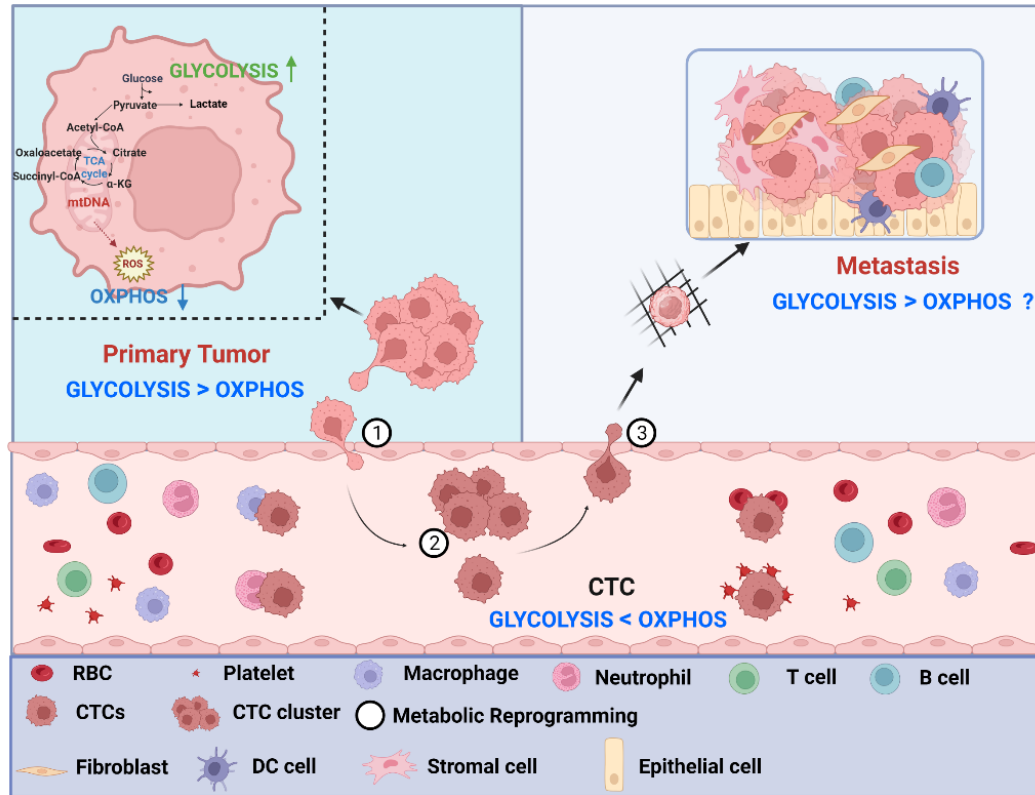 GLYCOLYSIS ↑
Glucose
Pyruvate
Lactate
Acetyl-CoA
Oxaloacetate
Citrate
TCA
cycle
Succinyl-CoA
α-KG
mtDNA
ROS
OXPHOS ↓
Primary Tumor
GLYCOLYSIS > OXPHOS
Metastasis
GLYCOLYSIS > OXPHOS ?
1
3
2
CTC
GLYCOLYSIS < OXPHOS
RBC Platelet Macrophage Neutrophil T cell B cell
CTCs CTC cluster Metabolic Reprogramming
Fibroblast DC cell Stromal cell Epithelial cell